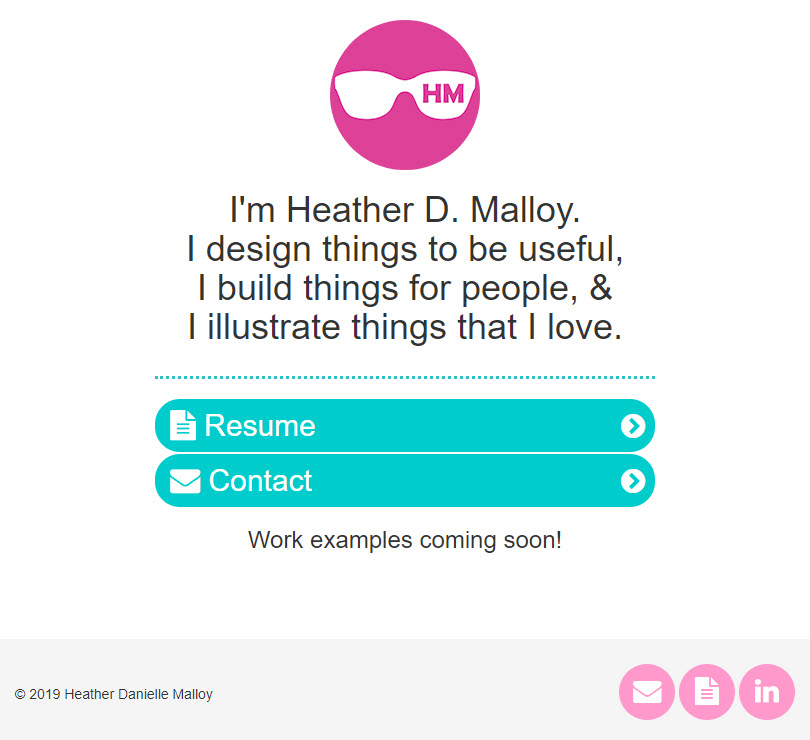 HM
I'm Heather D. Malloy.
I design things to be useful,
I build things for people, &
I illustrate things that I love.
Resume
Contact
Work examples coming soon!
© 2019 Heather Danielle Malloy
in